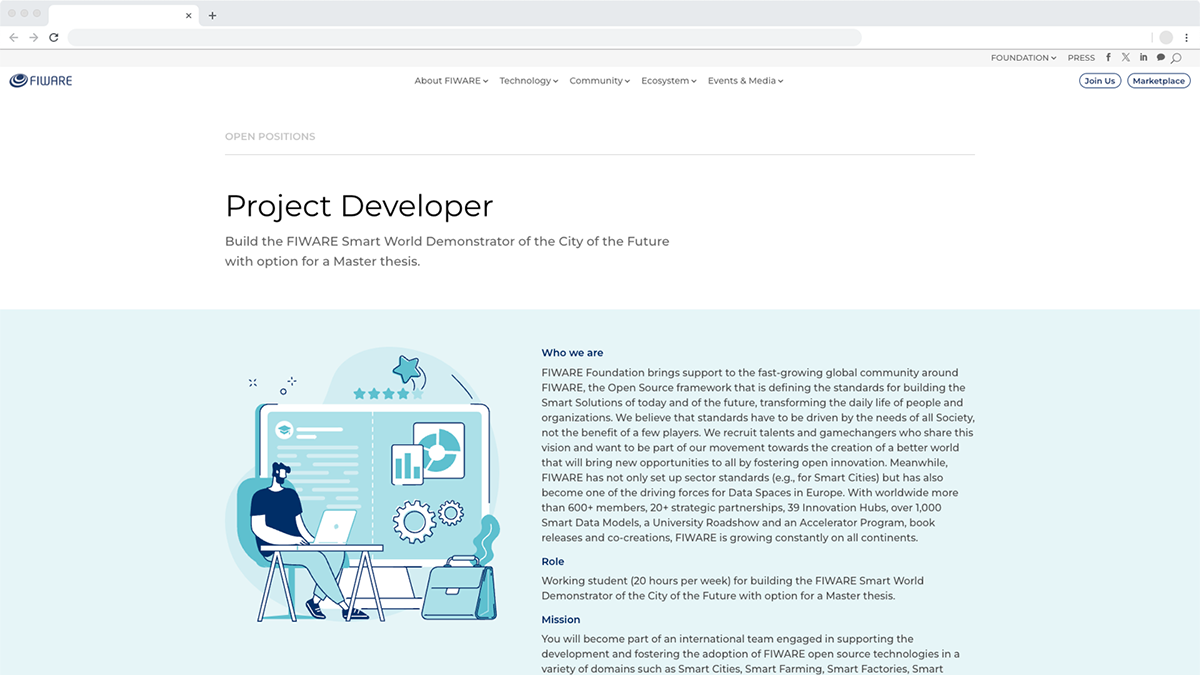 FOUNDATION PRESS
FIWARE
About FIWARE Technology Community Ecosystem Events & Media
Join Us Marketplace
OPEN POSITIONS
Project Developer
Build the FIWARE Smart World Demonstrator of the City of the Future
with option for a Master thesis.
Who we are
FIWARE Foundation brings support to the fast-growing global community around
FIWARE, the Open Source framework that is defining the standards for building the
Smart Solutions of today and of the future, transforming the daily life of people and
organizations. We believe that standards have to be driven by the needs of all Society,
not the benefit of a few players. We recruit talents and gamechangers who share this
vision and want to be part of our movement towards the creation of a better world
that will bring new opportunities to all by fostering open innovation. Meanwhile,
FIWARE has not only set up sector standards (e.g., for Smart Cities) but has also
become one of the driving forces for Data Spaces in Europe. With worldwide more
than 600+ members, 20+ strategic partnerships, 39 Innovation Hubs, over 1,000
Smart Data Models, a University Roadshow and an Accelerator Program, book
releases and co-creations, FIWARE is growing constantly on all continents.
Role
Working student (20 hours per week) for building the FIWARE Smart World
Demonstrator of the City of the Future with option for a Master thesis.
Mission
You will become part of an international team engaged in supporting the
development and fostering the adoption of FIWARE open source technologies in a
variety of domains such as Smart Cities, Smart Farming, Smart Factories, Smart